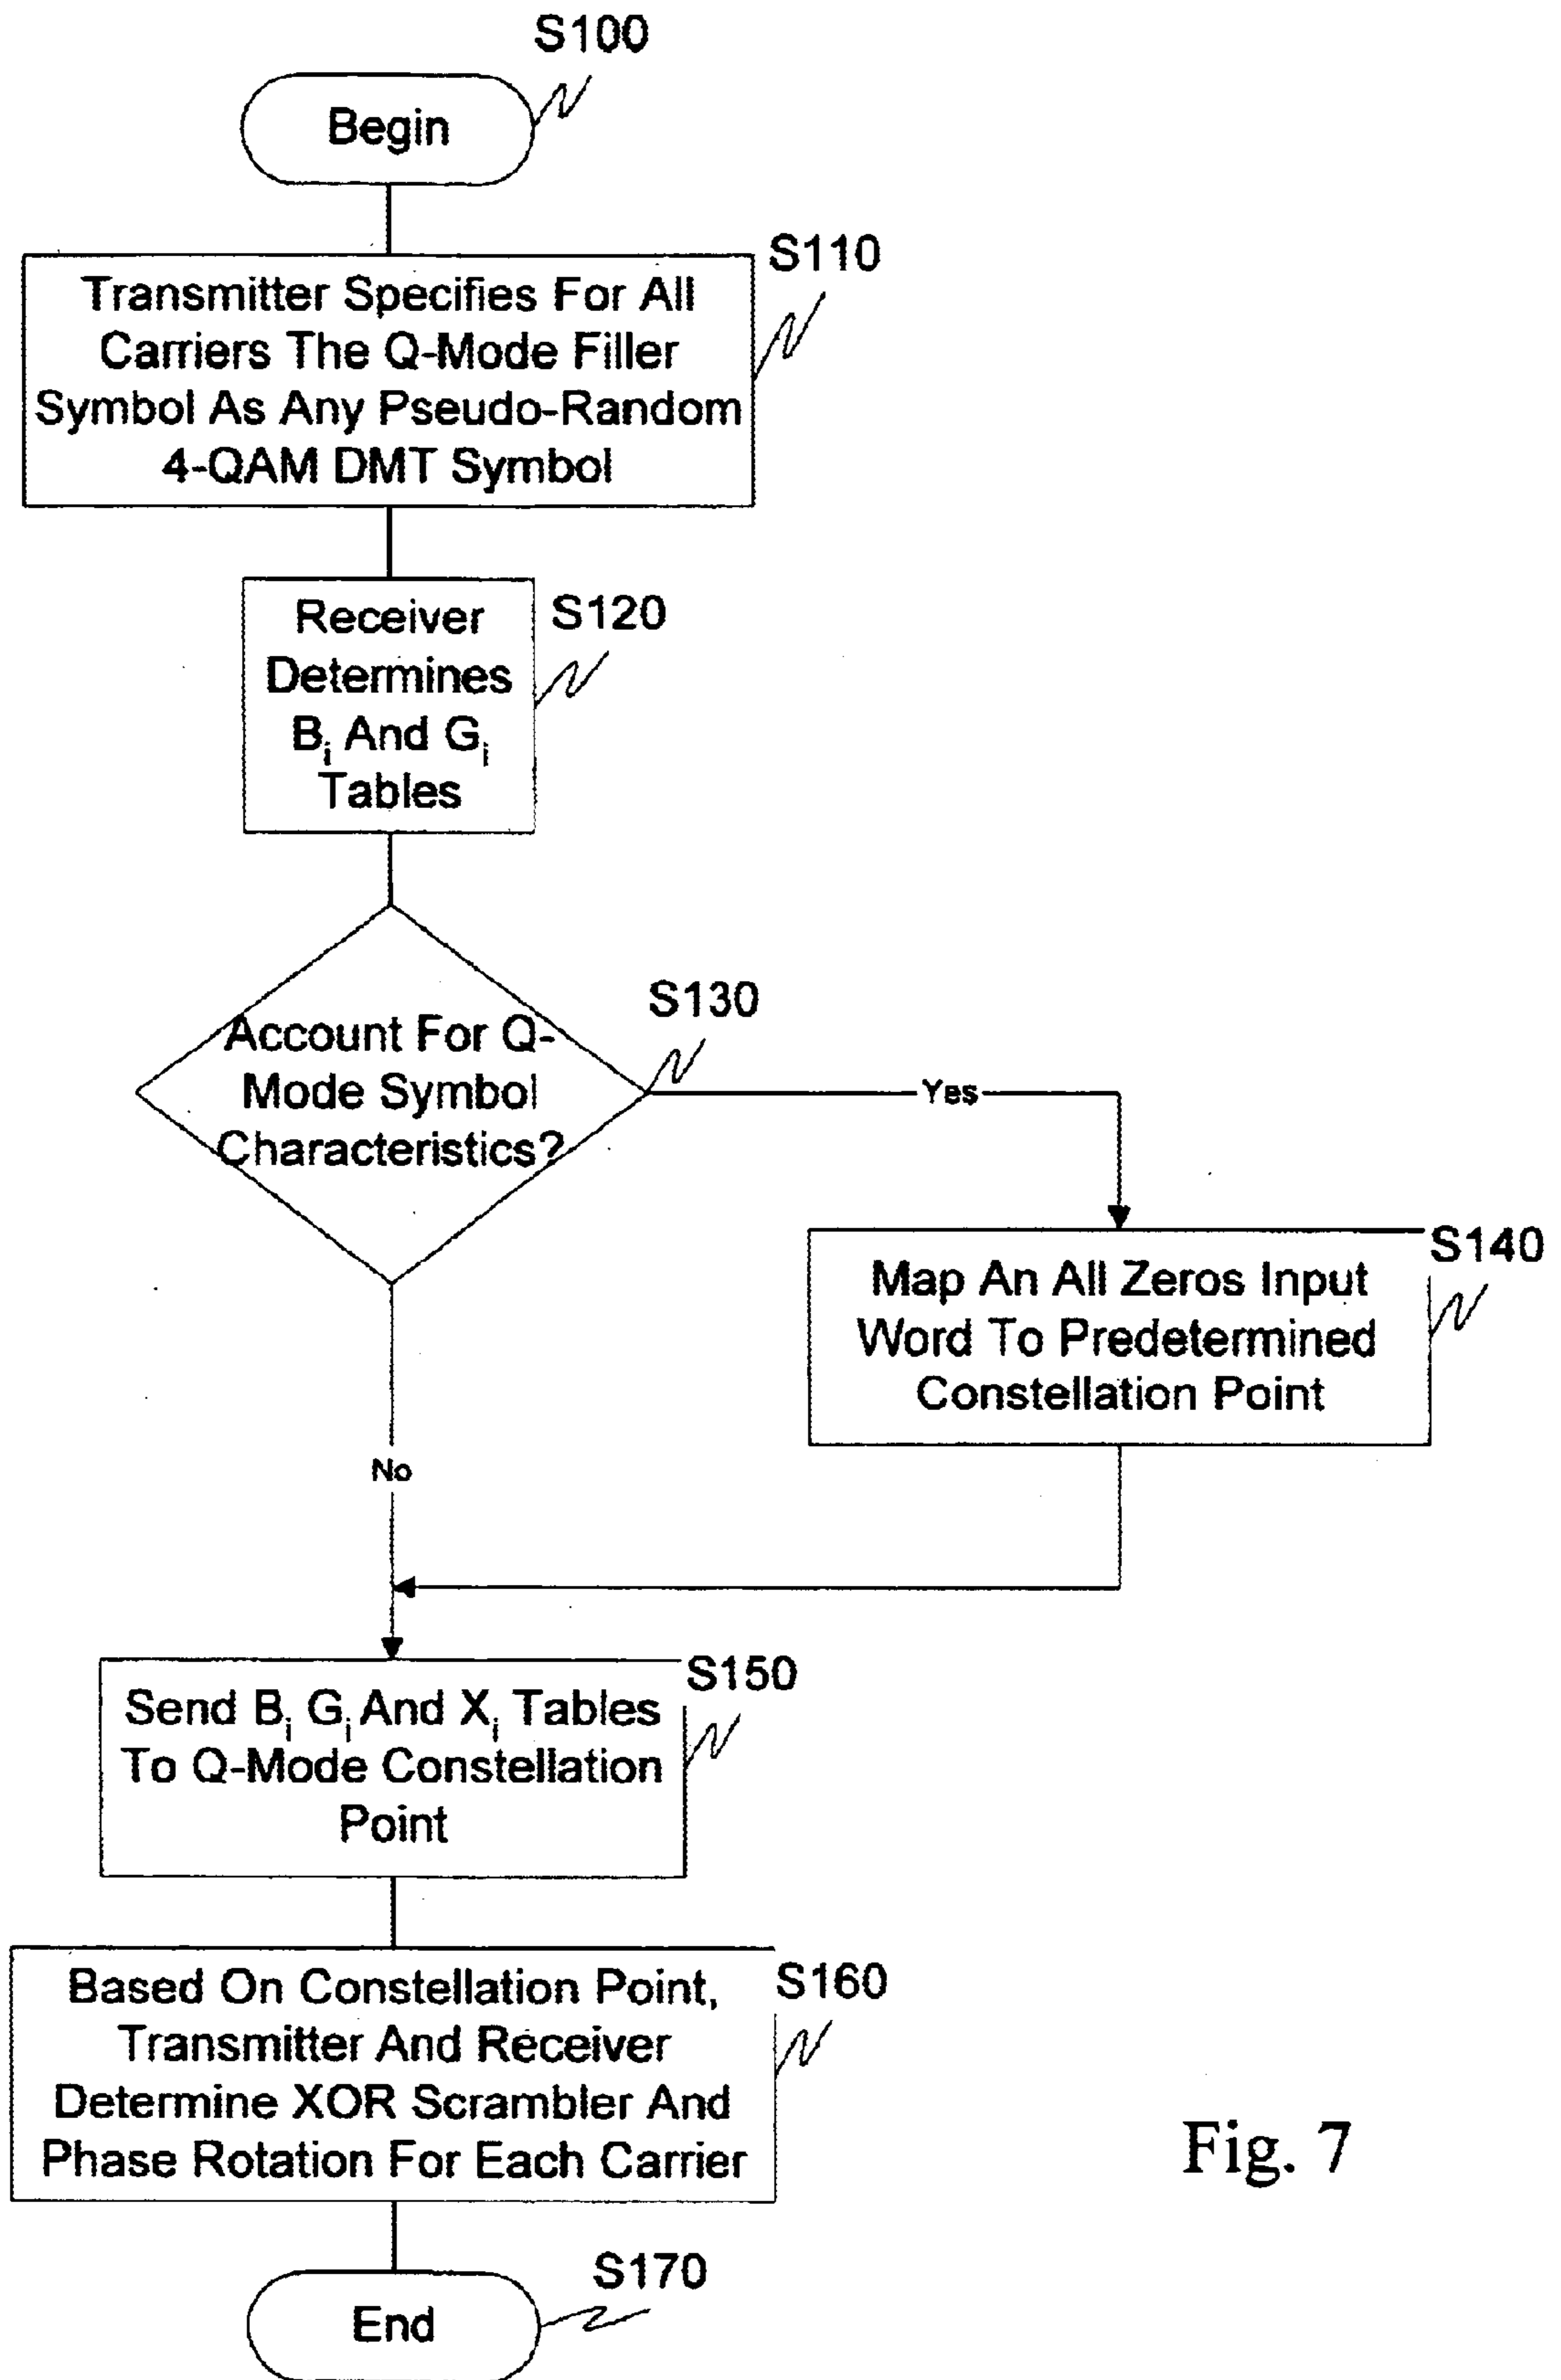 S100
Begin
S110
Transmitter Specifies For All
Carriers The Q-Mode Filler
Symbol As Any Pseudo-Random
4-QAM DMT Symbol
S120
Receiver
Determines
Bi And Gi
Tables
S130
Account For Q-
Mode Symbol
Characteristics?
Yes
S140
Map An All Zeros Input
Word To Predetermined
Constellation Point
No
S150
Send Bi Gi And Xi Tables
To Q-Mode Constellation
Point
S160
Based On Constellation Point,
Transmitter And Receiver
Determine XOR Scrambler And
Phase Rotation For Each Carrier
S170
End
Fig. 7